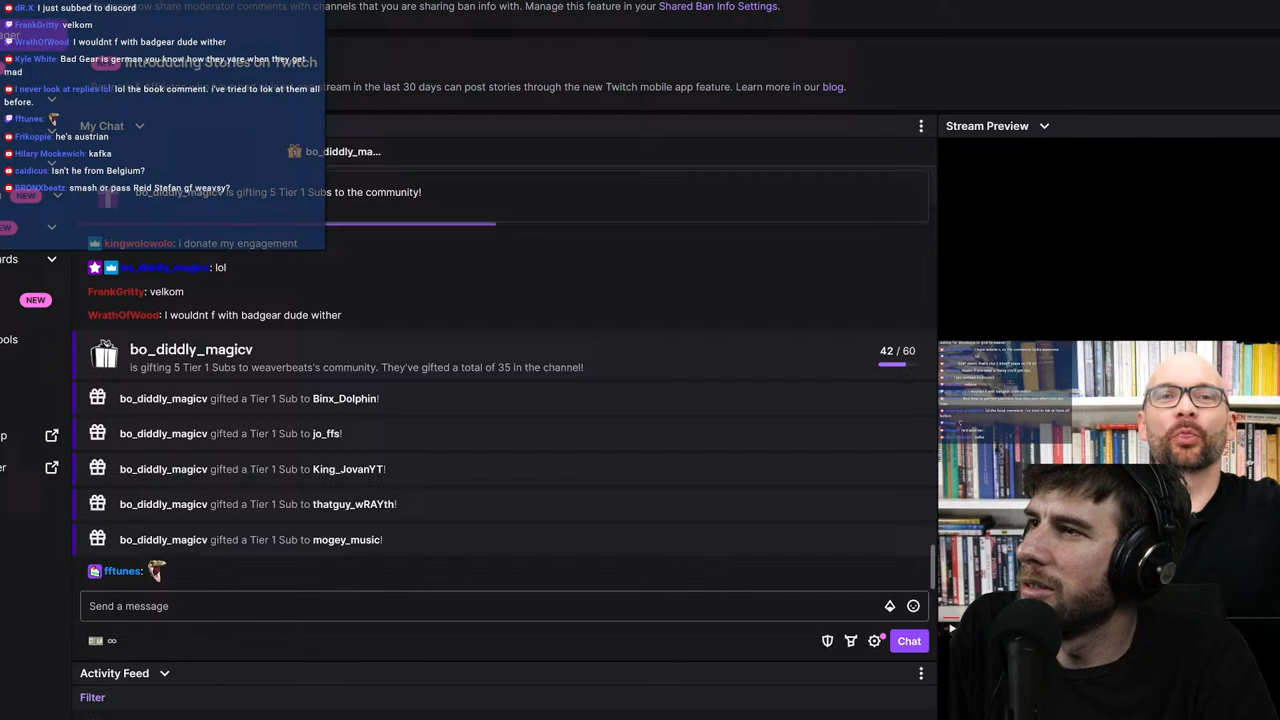 dR.X: I just subbed to discord
FrankGritty: velkom
WrathOfWood: I wouldnt f with badgear dude wither
Kyle White: Bad Gear is german you know how they yare when they get
mad
I never look at replies lol: lol the book comment. i've tried to lok at them all
before.
fftunes:
Frikoppie: he's austrian
Hilary Mockewich: kafka
caidicus: Isn't he from Belgium?
BRONXbeatz: smash or pass Reid Stefan gf weavsy?
now share moderator comments with channels that you are sharing ban info with. Manage this feature in your Shared Ban Info Settings.
Introducing Stories on Twitch
stream in the last 30 days can post stories through the new Twitch mobile app feature. Learn more in our blog.
My Chat
Stream Preview
bo_diddly_ma...
bo_diddly_magicv is gifting 5 Tier 1 Subs to the community!
NEW
kingwolowolo: i donate my engagement
bo_diddly_magicv: lol
FrankGritty: velkom
NEW
WrathOfWood: I wouldnt f with badgear dude wither
bo_diddly_magicv
42 / 60
is gifting 5 Tier 1 Subs to weaverbeats's community. They've gifted a total of 35 in the channel!
bo_diddly_magicv gifted a Tier 1 Sub to Binx_Dolphin!
bo_diddly_magicv gifted a Tier 1 Sub to jo_ffs!
bo_diddly_magicv gifted a Tier 1 Sub to King_JovanYT!
bo_diddly_magicv gifted a Tier 1 Sub to thatguy_wRAYth!
bo_diddly_magicv gifted a Tier 1 Sub to mogey_music!
fftunes:
Send a message
Chat
Activity Feed
Filter